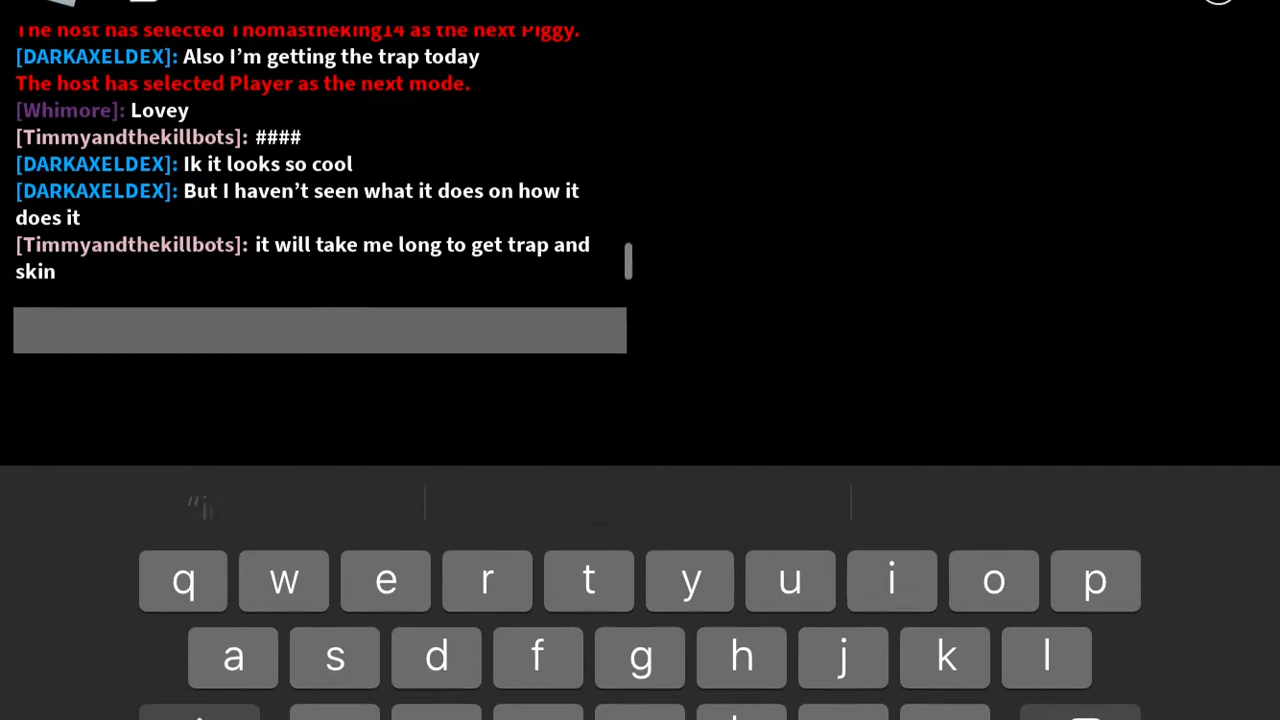 The host has selected Thomastheking14 as the next Piggy.
[DARKAXELDEX]: Also I’m getting the trap today
The host has selected Player as the next mode.
[Whimore]: Lovey
[Timmyandthekillbots]: ####
[DARKAXELDEX]: Ik it looks so cool
[DARKAXELDEX]: But I haven’t seen what it does on how it
does it
[Timmyandthekillbots]: it will take me long to get trap and
skin
q w e r t y u i o p
a s d f g h j k l